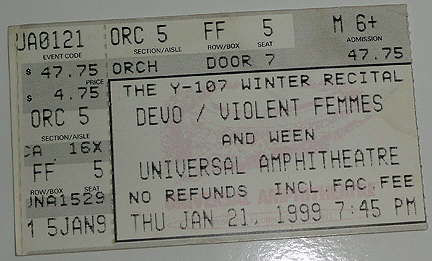 UA0121 ORC 5 FF 5 M 6+
EVENT CODE SECTION/AISLE ROW/BOX SEAT ADMISSION
$ 47.75 ORCH DOOR 7 47.75
PRICE
$ 4.75
ORC 5
SECTION/AISLE
CA 16X
FF 5
ROW/BOX SEAT
UNA1529
1 5JAN9
THE Y-107 WINTER RECITAL
DEVO / VIOLENT FEMMES
AND WEEN
UNIVERSAL AMPHITHEATRE
NO REFUNDS INCL.FAC FEE
THU JAN 21, 1999 7:45 PM